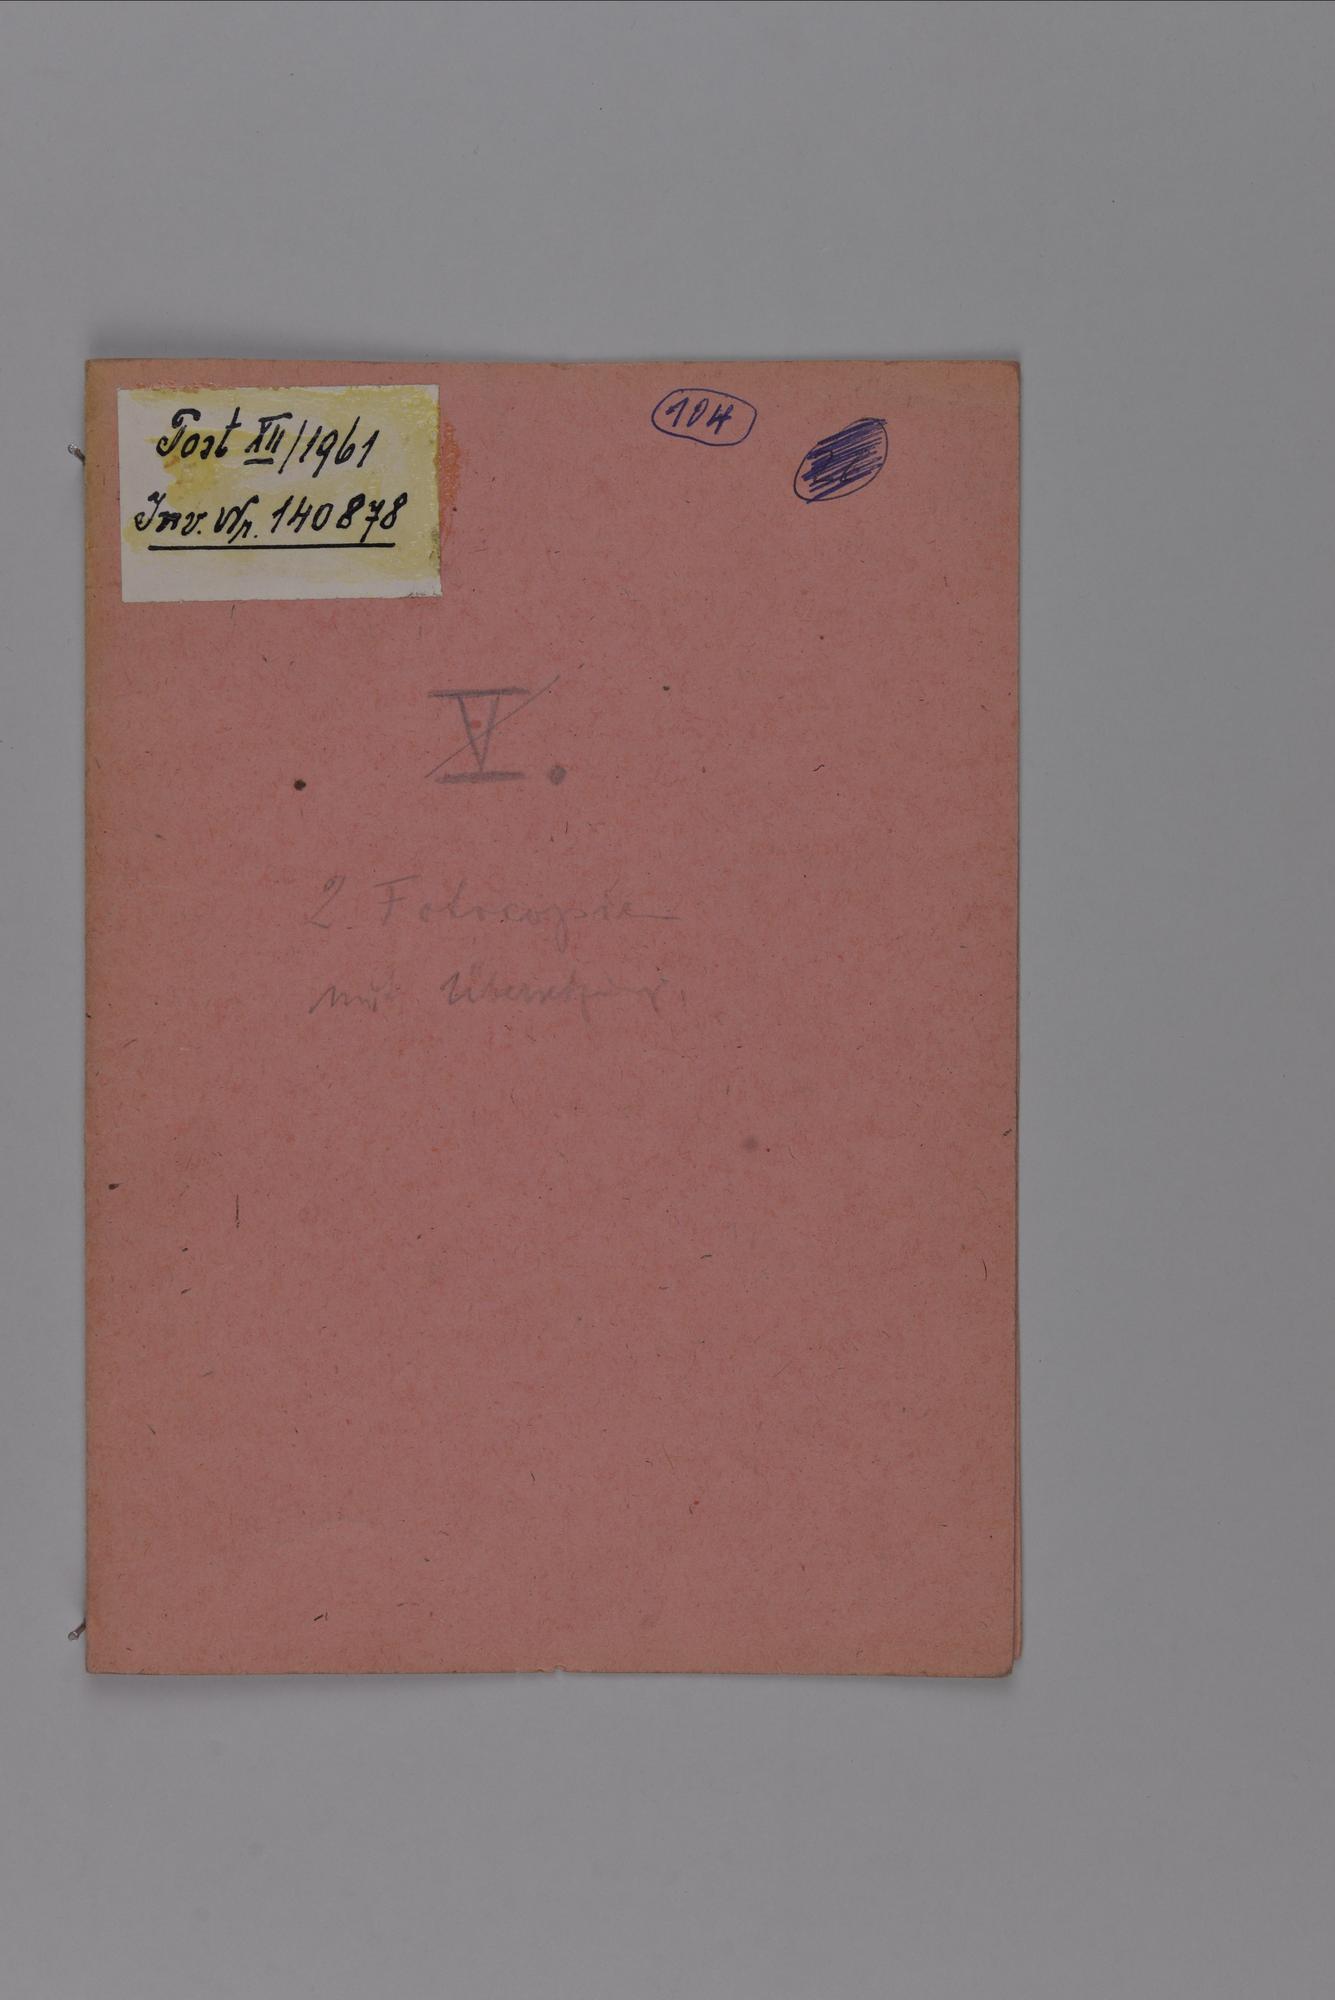 Post XII/1961
Inv. Nr. 140878
104
V.
2 Fotocopie
mit Übersetzung.